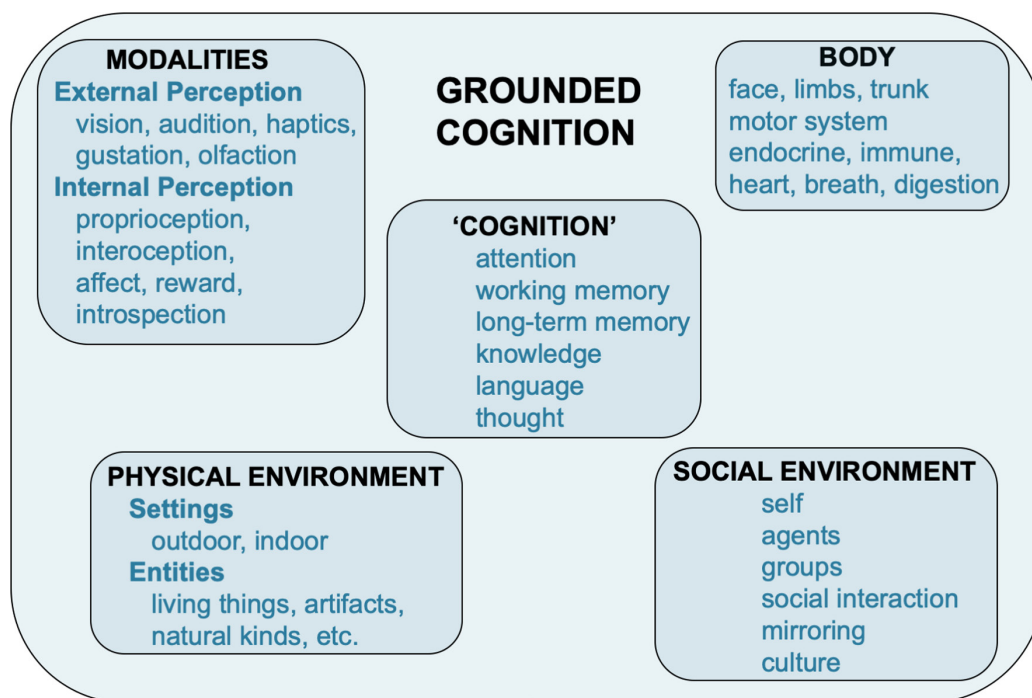 MODALITIES
External Perception
vision, audition, haptics,
gustation, olfaction
Internal Perception
proprioception,
interoception,
affect, reward,
introspection
GROUNDED
COGNITION
BODY
face, limbs, trunk
motor system
endocrine, immune,
heart, breath, digestion
‘COGNITION’
attention
working memory
long-term memory
knowledge
language
thought
PHYSICAL ENVIRONMENT
Settings
outdoor, indoor
Entities
living things, artifacts,
natural kinds, etc.
SOCIAL ENVIRONMENT
self
agents
groups
social interaction
mirroring
culture